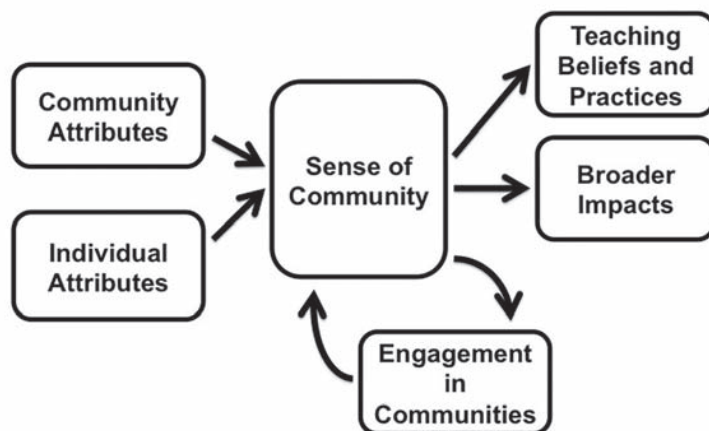 Community
Attributes
Individual
Attributes
Sense of
Community
Teaching
Beliefs and
Practices
Broader
Impacts
Engagement
in
Communities